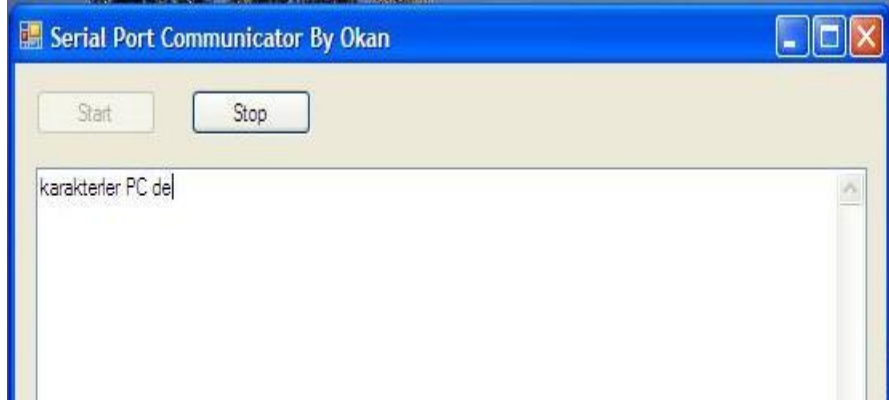 Serial Port Communicator By Okan
Start
Stop
karakterler PC de